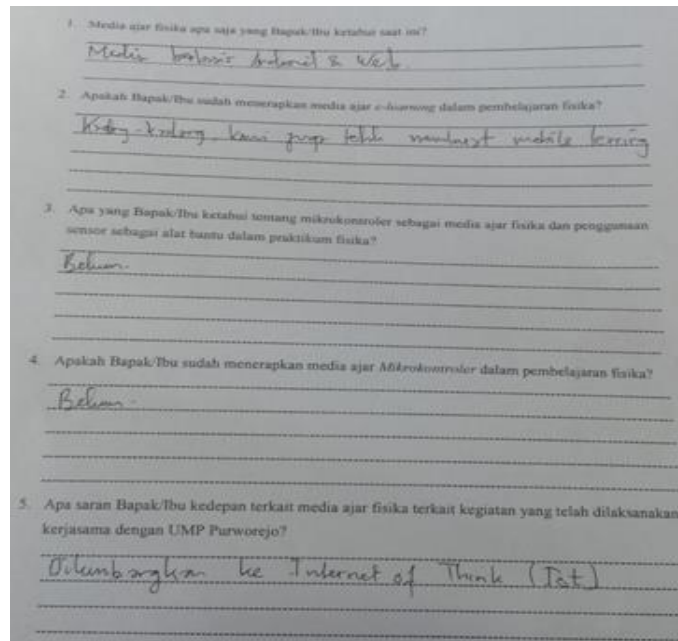 1. Media ajar fisika apa saja yang Bapak/Ibu ketahui saat ini?
Media berbasis Android & Web.
2. Apakah Bapak/Ibu sudah menerapkan media ajar e-learning dalam pembelajaran fisika?
Kadang-kadang, kami juga telah mobile
3. Apa yang Bapak/Ibu ketahui tentang mikrokontroler sebagai media ajar fisika dan penggunaan
sensor sebagai alat bantu dalam praktikum fisika?
Belum.
4. Apakah Bapak/Ibu sudah menerapkan media ajar Mikrokontroler dalam pembelajaran fisika?
Belum.
5. Apa saran Bapak/Ibu kedepan terkait media ajar fisika terkait kegiatan yang telah dilaksanakan
kerjasama dengan UMP Purworejo?
Dikembangkan ke Internet of Think (Iot)